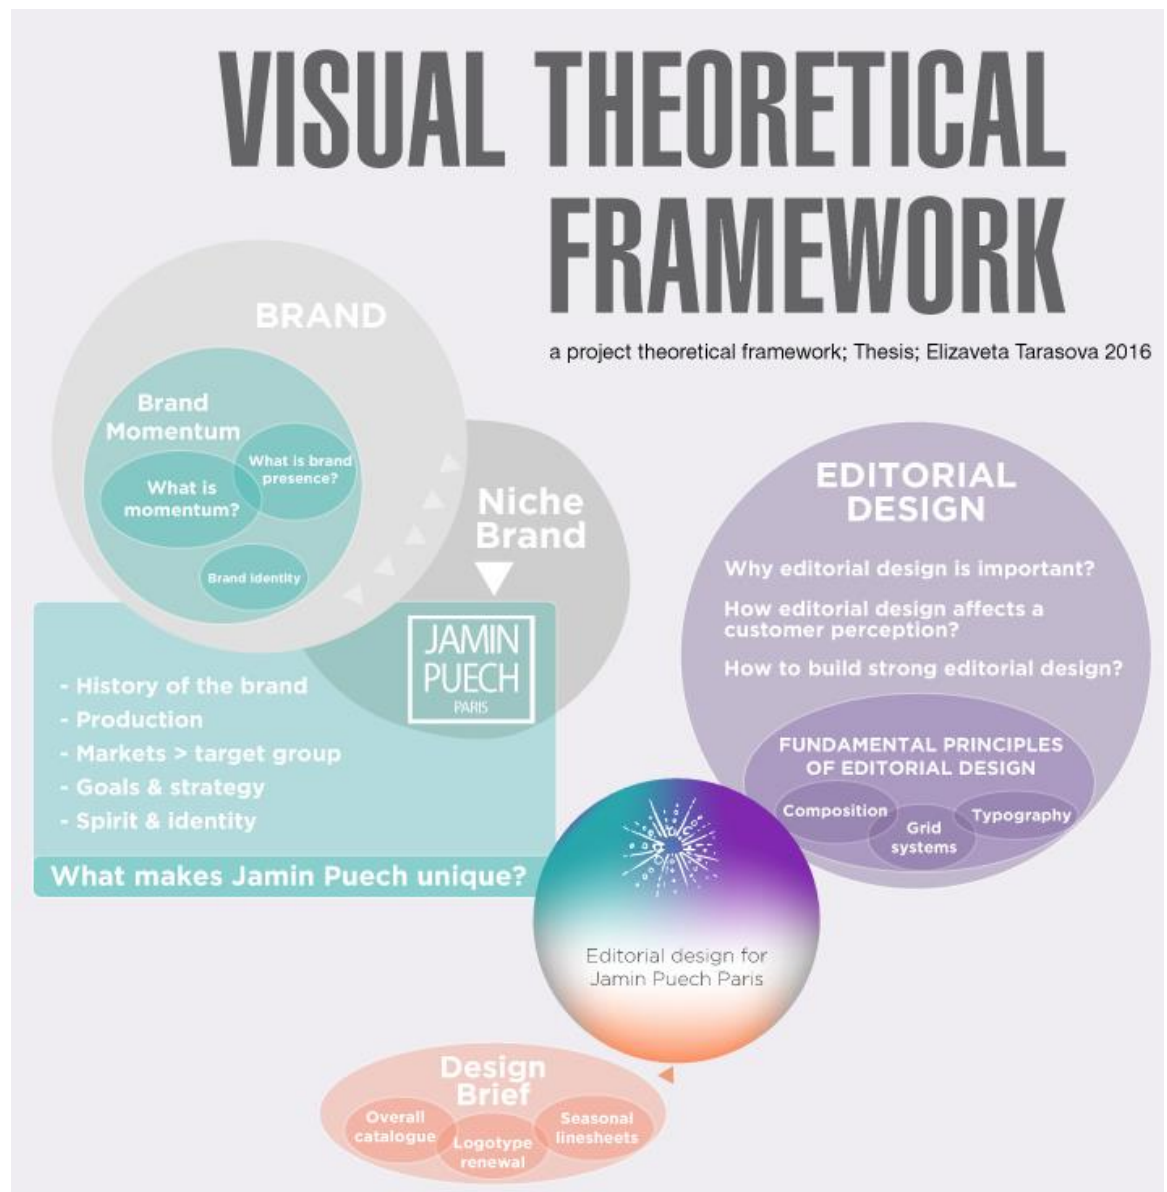 VISUAL THEORETICAL
FRAMEWORK
a project theoretical framework; Thesis; Elizaveta Tarasova 2016
BRAND
Brand
Momentum
What is brand
presence?
What is
momentum?
Brand identity
Niche
Brand
JAMIN
PUECH
PARIS
- History of the brand
- Production
- Markets > target group
- Goals & strategy
- Spirit & identity
What makes Jamin Puech unique?
EDITORIAL
DESIGN
Why editorial design is important?
How editorial design affects a
customer perception?
How to build strong editorial design?
FUNDAMENTAL PRINCIPLES
OF EDITORIAL DESIGN
Composition
Grid
systems
Typography
Editorial design for
Jamin Puech Paris
Design
Brief
Overall
catalogue
Logotype
renewal
Seasonal
linesheets